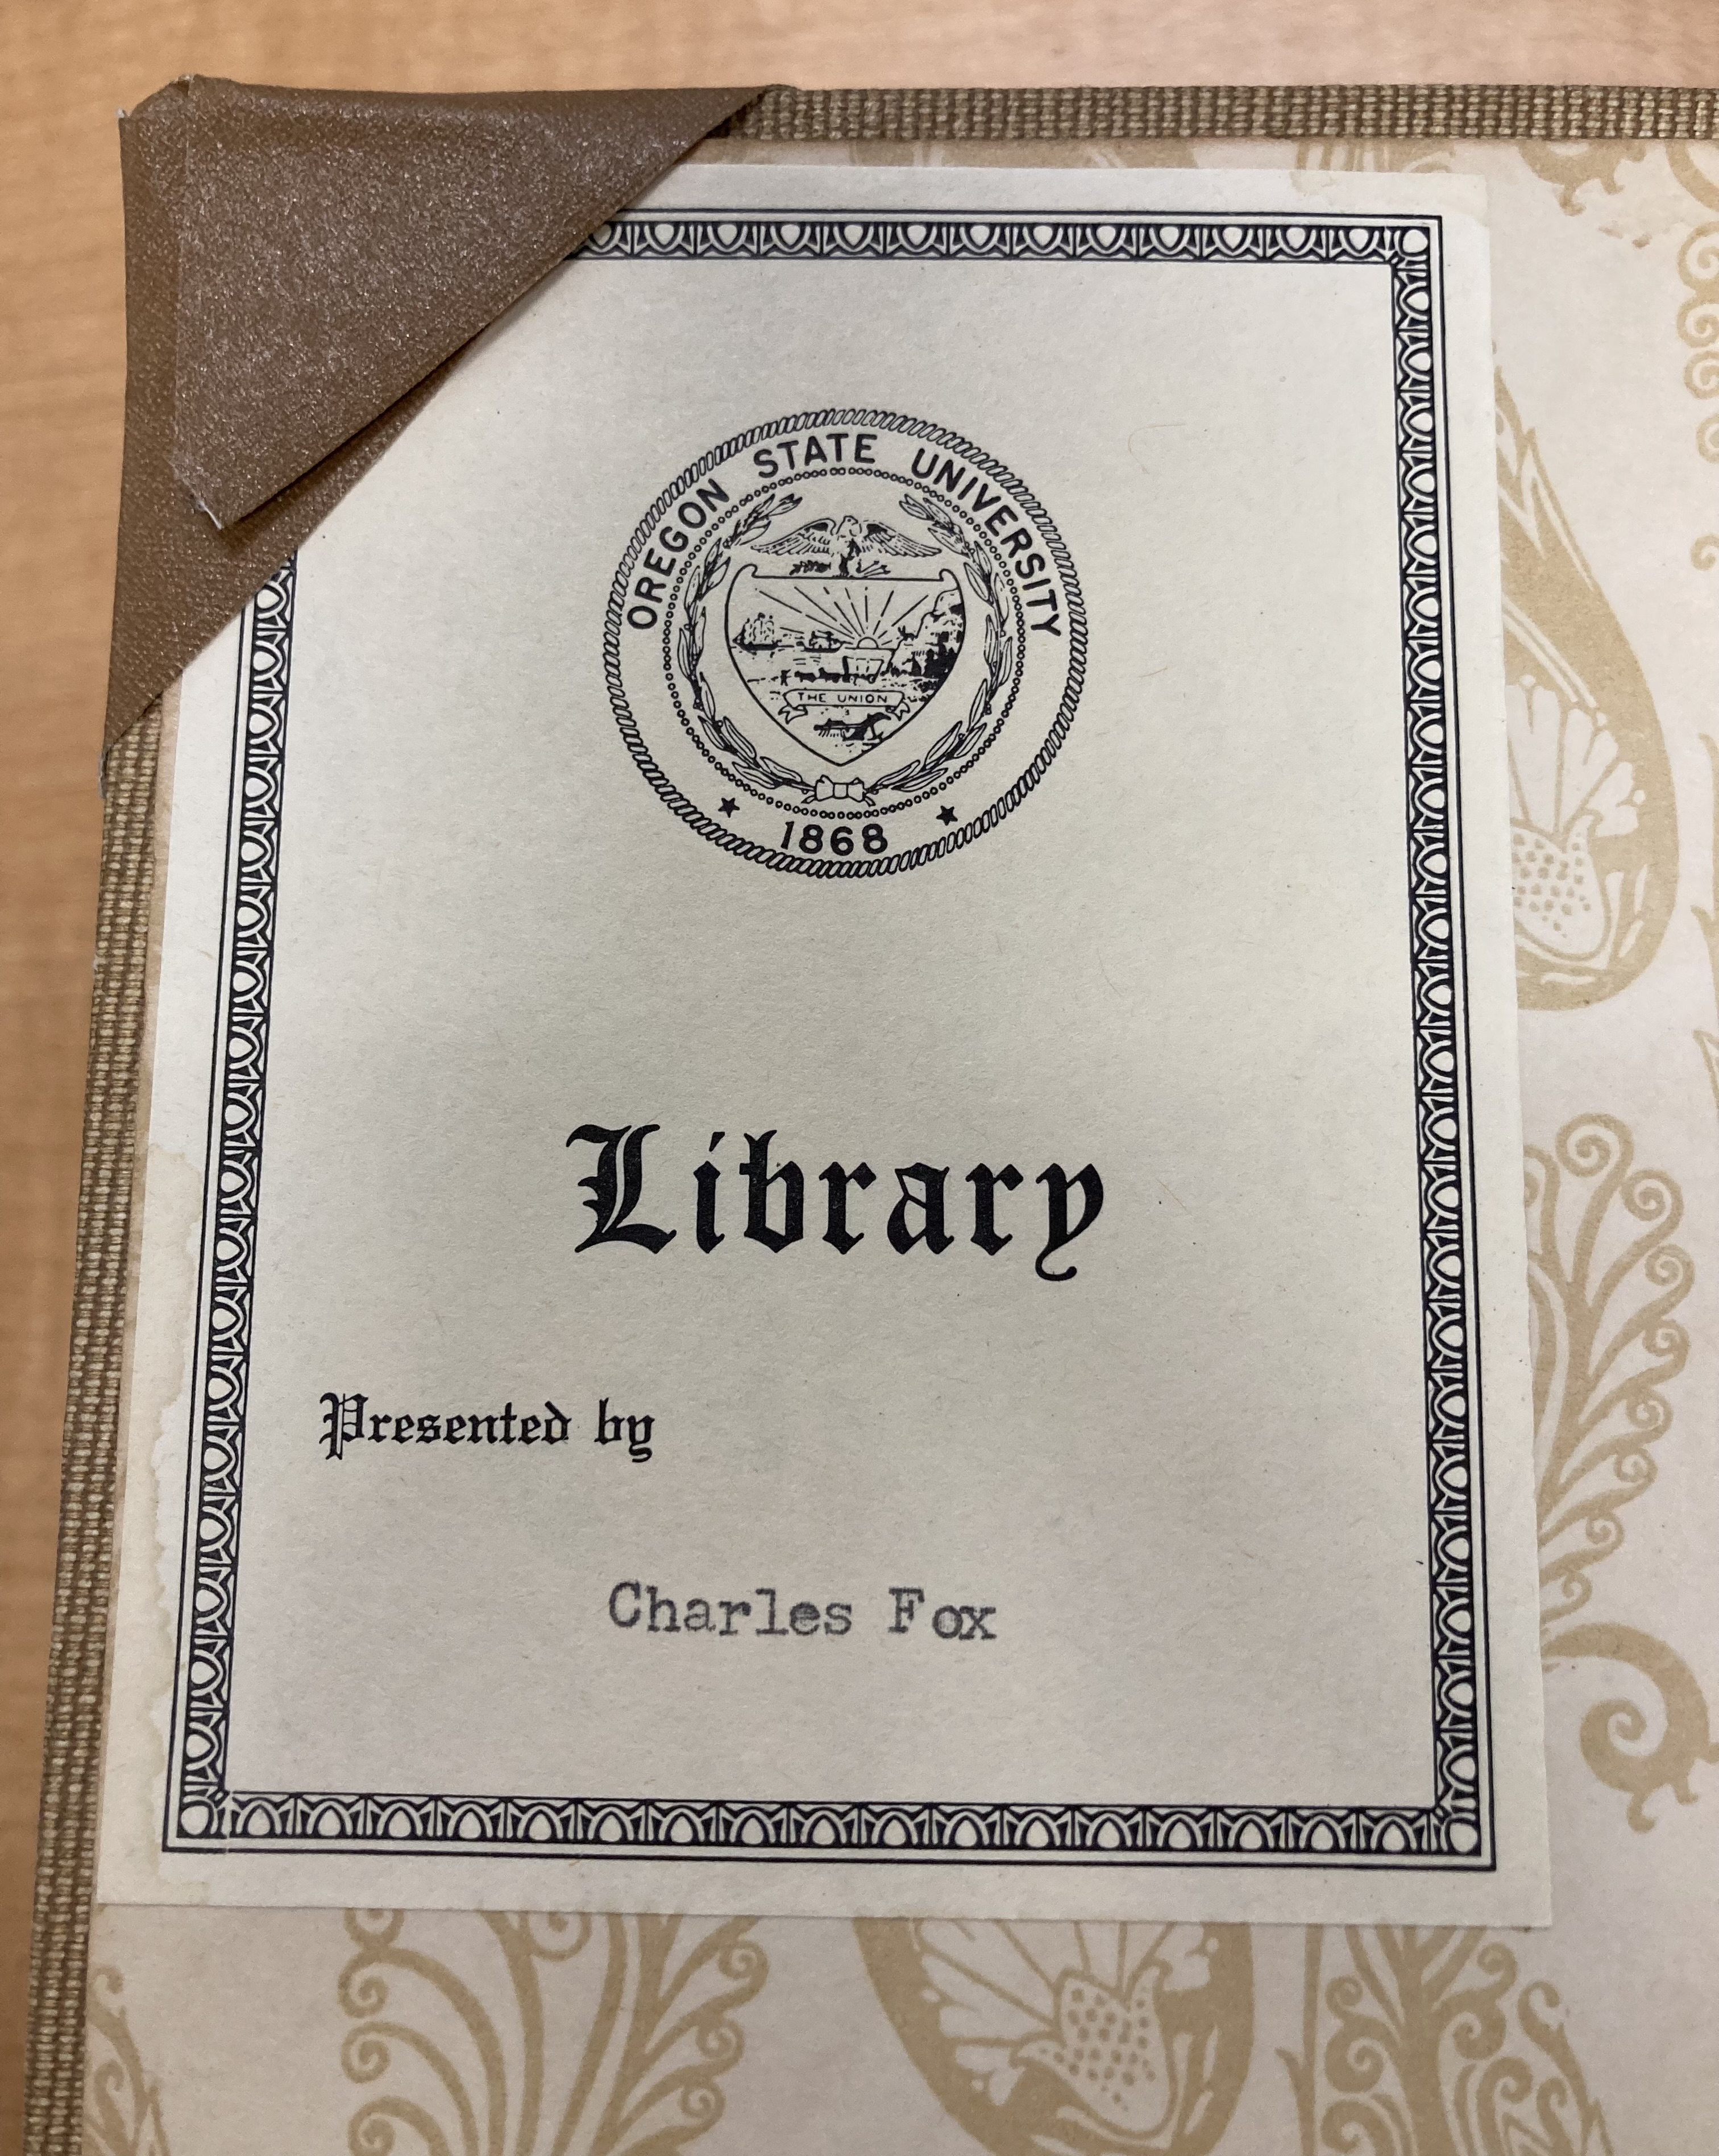 OREGON STATE UNIVERSITY
THE UNION
1868
Library
Presented by
Charles Fox